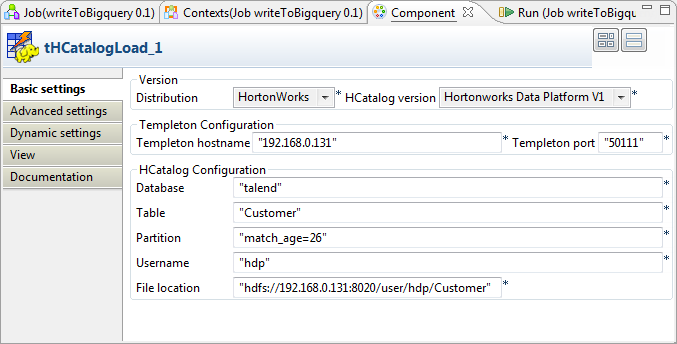 Job(writeToBigquery 0.1) Contexts(Job writeToBigquery 0.1) Component Run (Job writeToBigqu
tHCatalogLoad_1
Basic settings
Advanced settings
Dynamic settings
View
Documentation
Version
Distribution HortonWorks * HCatalog version Hortonworks Data Platform V1 *
Templeton Configuration
Templeton hostname "192.168.0.131" * Templeton port "50111" *
HCatalog Configuration
Database "talend" *
Table "Customer" *
Partition "match_age=26" *
Username "hdp" *
File location "hdfs://192.168.0.131:8020/user/hdp/Customer" *